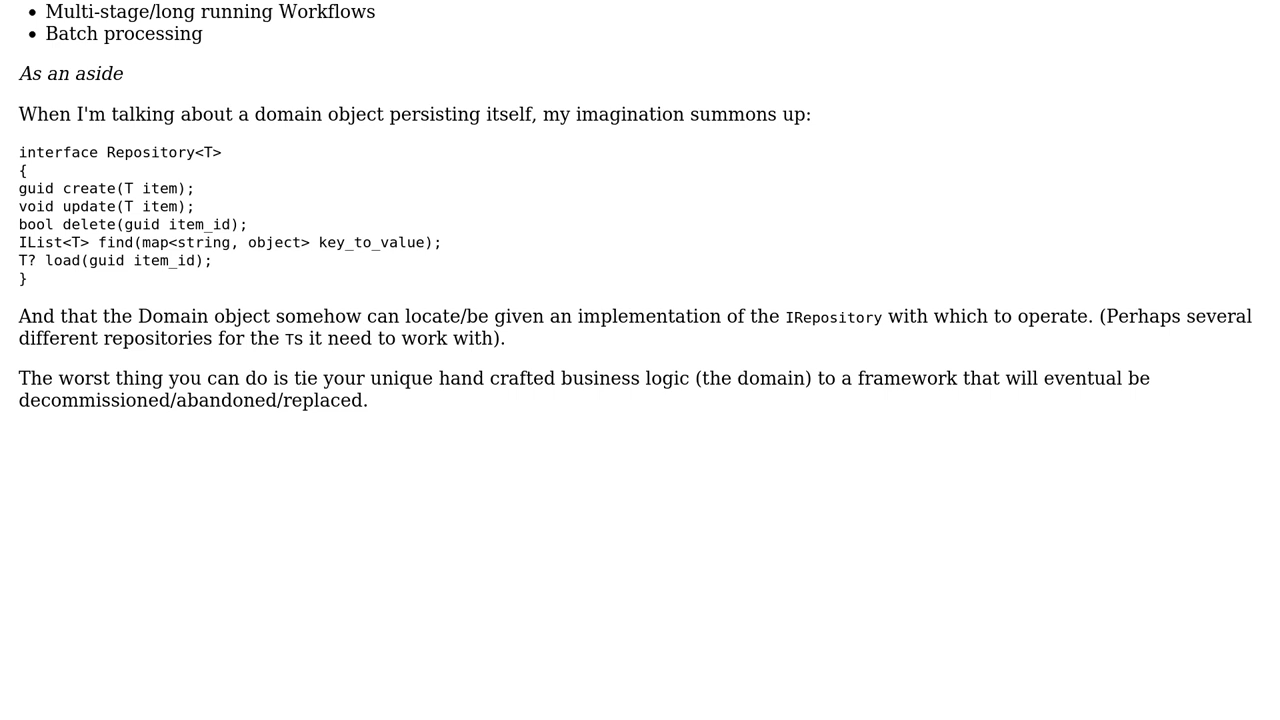 • Multi-stage/long running Workflows
• Batch processing
As an aside
When I'm talking about a domain object persisting itself, my imagination summons up:
interface Repository<T>
{
guid create(T item);
void update(T item);
bool delete(guid item_id);
IList<T> find(map<string, object> key_to_value);
T? load(guid item_id);
}
And that the Domain object somehow can locate/be given an implementation of the IRepository with which to operate. (Perhaps several
different repositories for the Ts it need to work with).
The worst thing you can do is tie your unique hand crafted business logic (the domain) to a framework that will eventual be
decommissioned/abandoned/replaced.